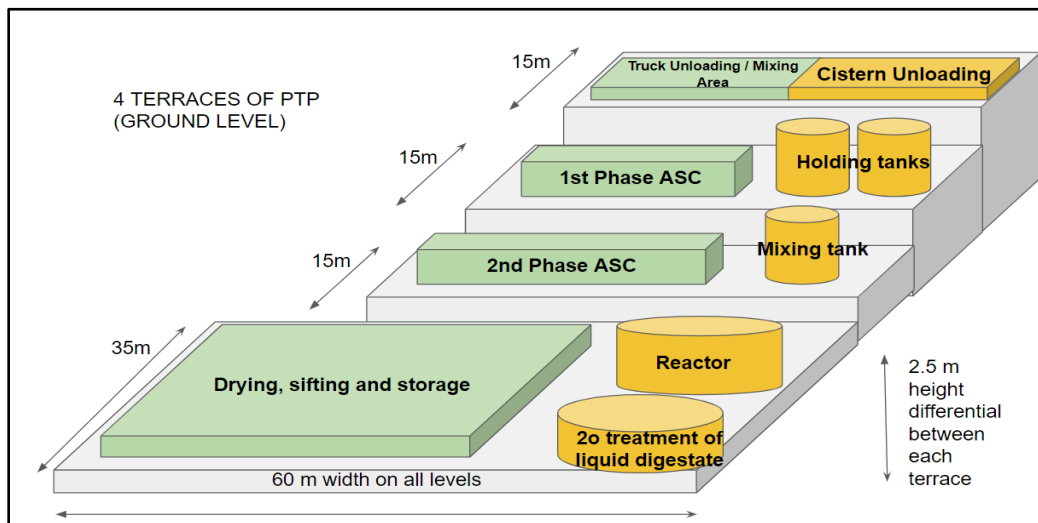 15m
Truck Unloading / Mixing
Area
Cistern Unloading
4 TERRACES OF PTP
(GROUND LEVEL)
15m
1st Phase ASC
Holding tanks
15m
2nd Phase ASC
Mixing tank
35m
Drying, sifting and storage
Reactor
2o treatment of
liquid digestate
2.5 m
height
differential
between
each
terrace
60 m width on all levels